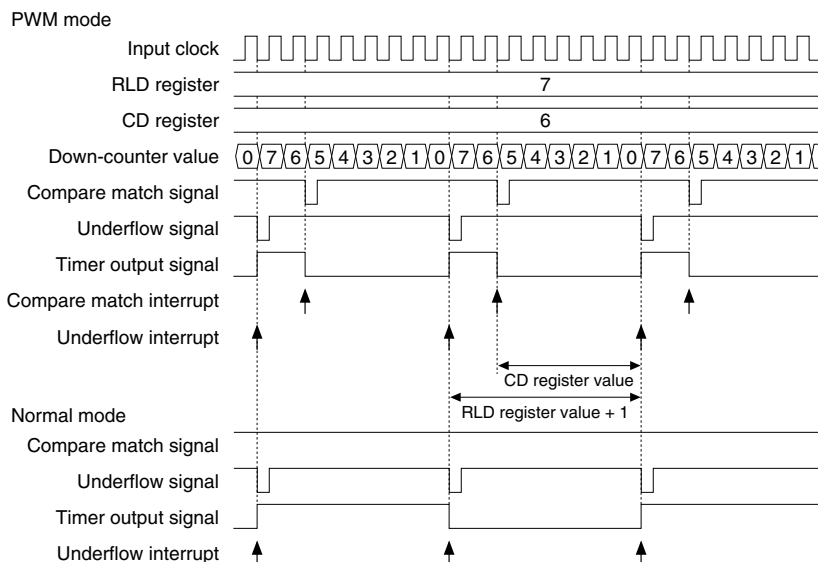 PWM mode
Input clock
RLD register 7
CD register 6
Down-counter value 0 7 6 5 4 3 2 1 0 7 6 5 4 3 2 1 0 7 6 5 4 3 2 1
Compare match signal
Underflow signal
Timer output signal
Compare match interrupt
Underflow interrupt
CD register value
RLD register value + 1
Normal mode
Compare match signal
Underflow signal
Timer output signal
Underflow interrupt